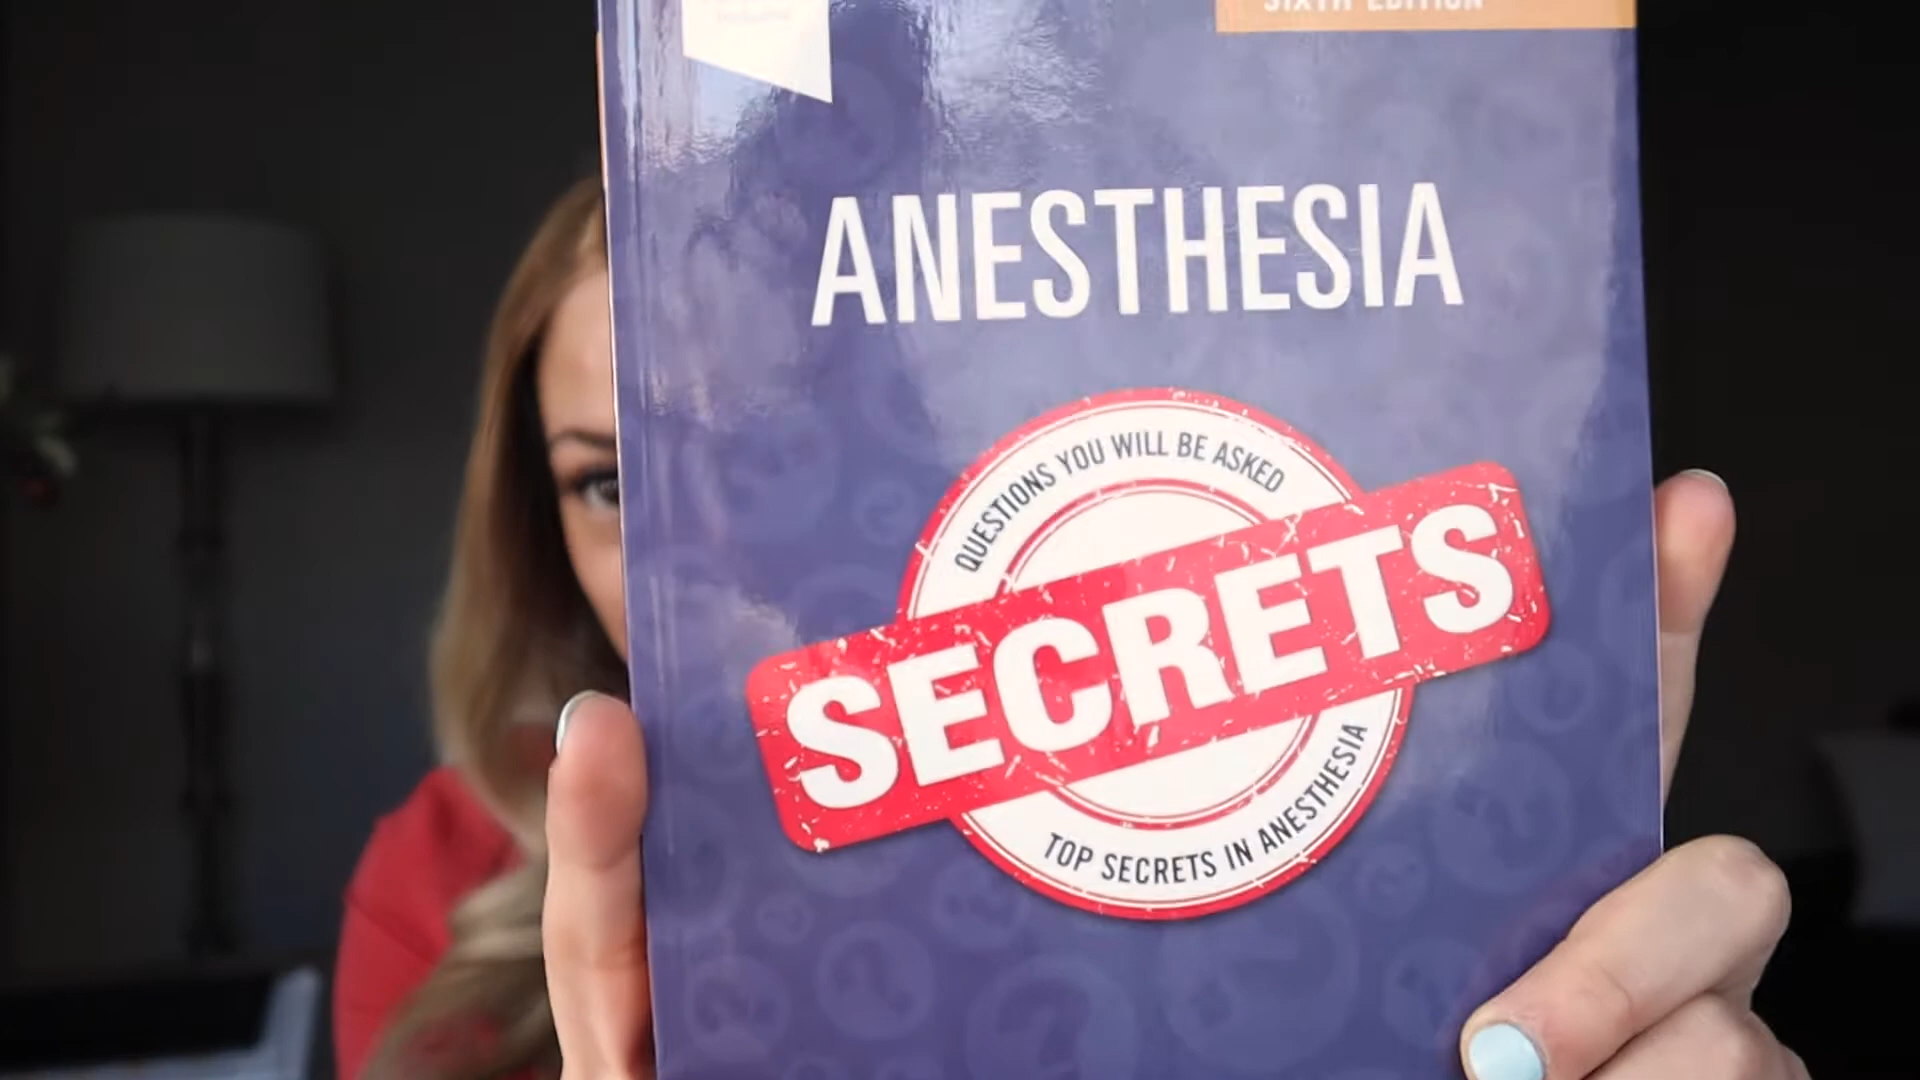 SIXTH EDITION
ANESTHESIA
QUESTIONS YOU WILL BE ASKED
SECRETS
TOP SECRETS IN ANESTHESIA